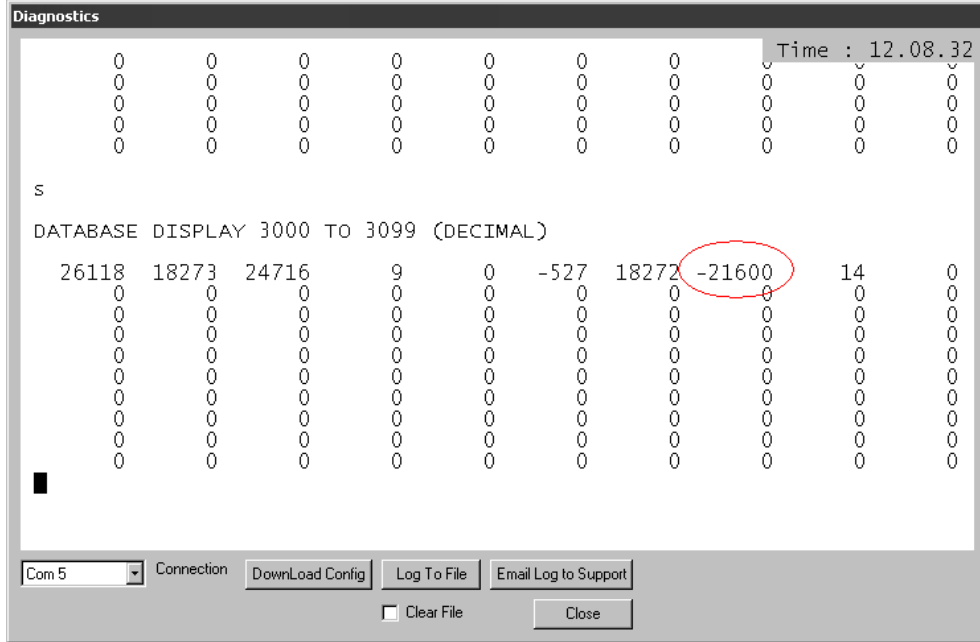 Diagnostics
Time : 12.08.32
0 0 0 0 0 0 0 0 0 0
0 0 0 0 0 0 0 0 0 0
0 0 0 0 0 0 0 0 0 0
0 0 0 0 0 0 0 0 0 0
0 0 0 0 0 0 0 0 0 0
S
DATABASE DISPLAY 3000 TO 3099 (DECIMAL)
26118 18273 24716 9 0 -527 18272 -21600 14 0
0 0 0 0 0 0 0 0 0 0
0 0 0 0 0 0 0 0 0 0
0 0 0 0 0 0 0 0 0 0
0 0 0 0 0 0 0 0 0 0
0 0 0 0 0 0 0 0 0 0
0 0 0 0 0 0 0 0 0 0
0 0 0 0 0 0 0 0 0 0
0 0 0 0 0 0 0 0 0 0
0 0 0 0 0 0 0 0 0 0
Com 5 Connection DownLoad Config Log To File Email Log to Support
Clear File Close